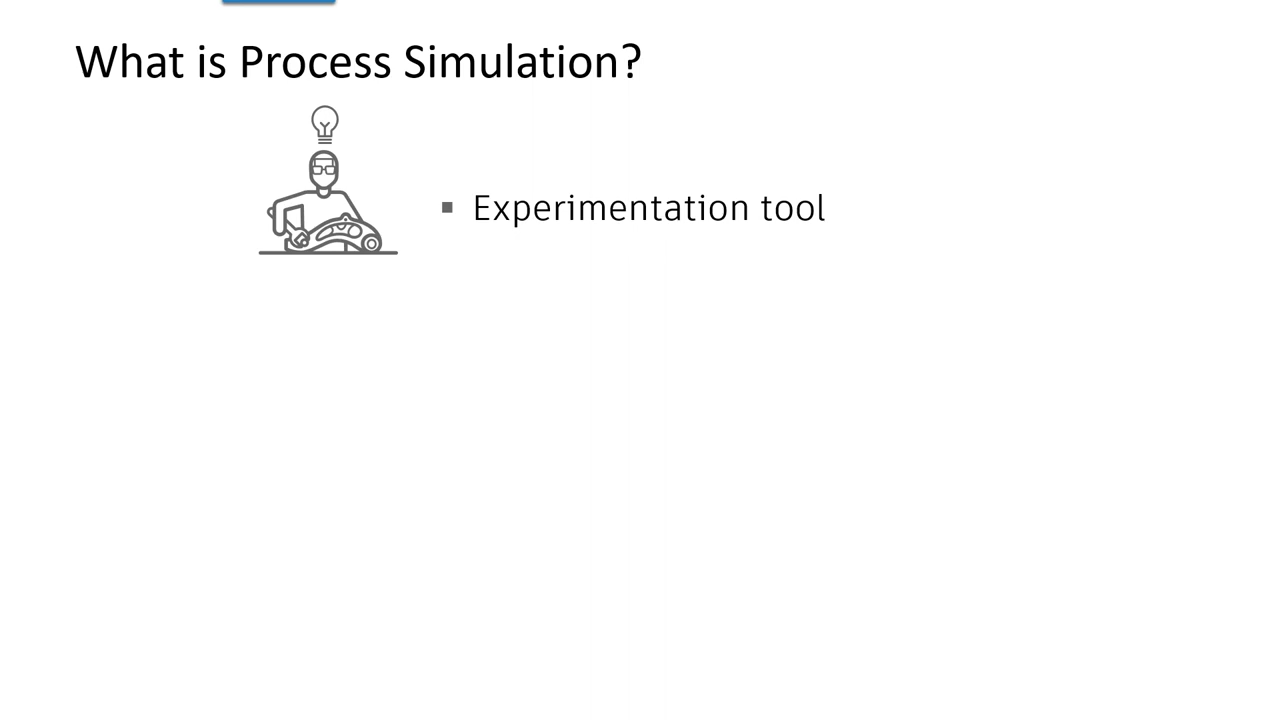 What is Process Simulation?
▪ Experimentation tool